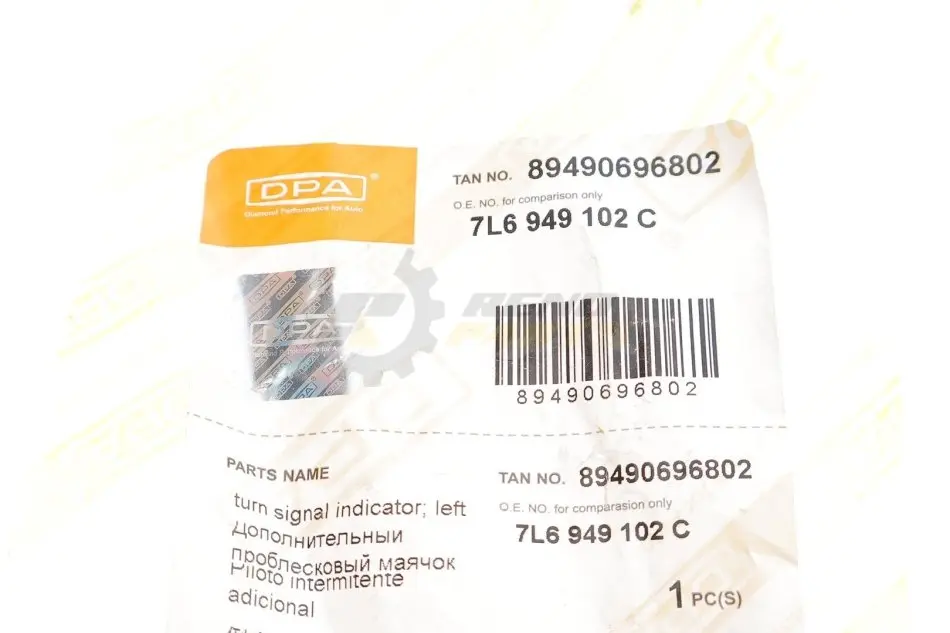 DPA®
Diamond Performance for Auto
TAN NO. 89490696802
O.E. NO. for comparison only
7L6 949 102 C
DPA
89490696802
PARTS NAME
turn signal indicator; left
Дополнительный
проблесковый маячок
Piloto intermitente
adicional
TAN NO. 89490696802
O.E. NO. for comparasion only
7L6 949 102 C
1 PC(S)